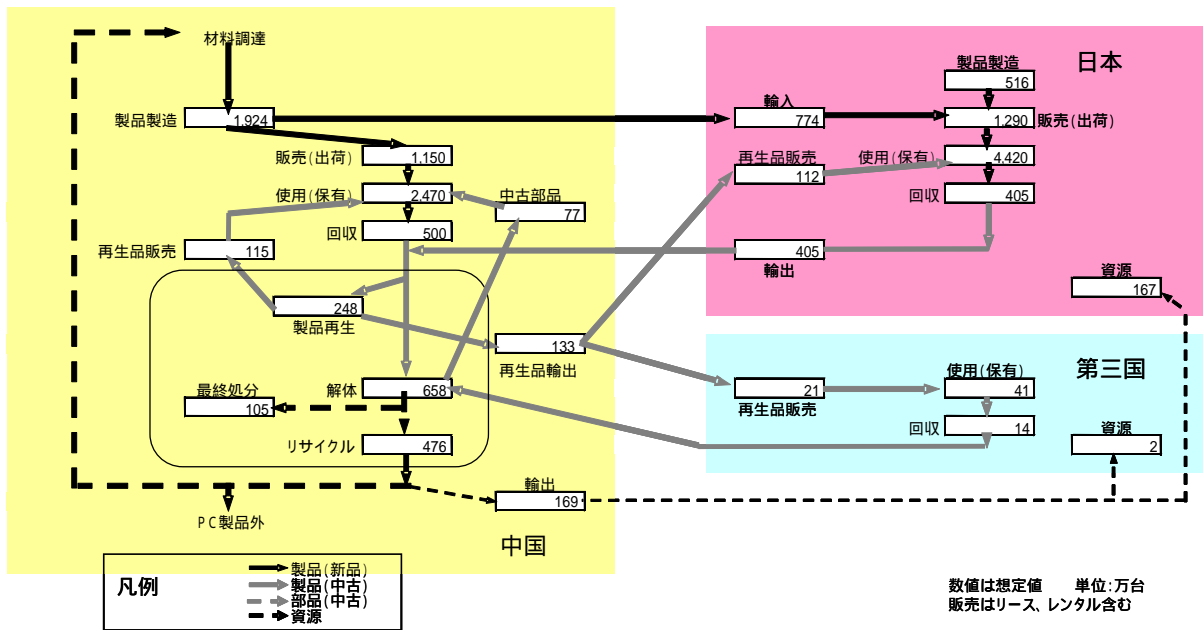 材料調達
製品製造
1,924
販売(出荷)
1,150
使用(保有)
2,470
中古部品
77
回収
500
再生品販売
115
248
製品再生
133
再生品輸出
最終処分
105
解体
658
リサイクル
476
輸出
169
PC製品外
中国
日本
製品製造
516
輸入
774
1,290
販売(出荷)
再生品販売
112
使用(保有)
4,420
回収
405
405
輸出
資源
167
第三国
使用(保有)
21
41
再生品販売
回収
14
資源
2
凡例
製品(新品)
製品(中古)
部品(中古)
資源
数値は想定値 単位:万台
販売はリース、レンタル含む